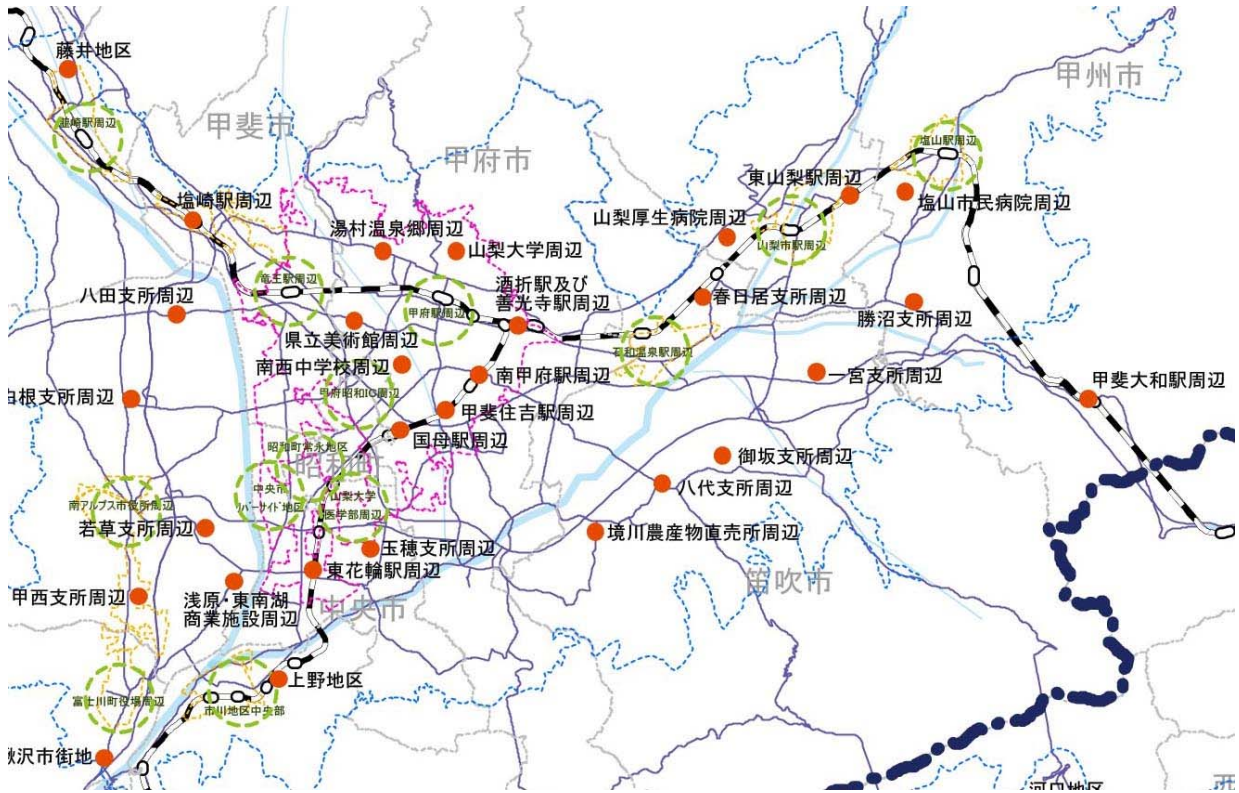 藤井地区
韮崎駅周辺
甲斐市
甲府市
甲州市
塩山駅周辺
塩崎駅周辺
湯村温泉郷周辺
山梨大学周辺
東山梨駅周辺
塩山市民病院周辺
山梨厚生病院周辺
山梨市駅周辺
竜王駅周辺
八田支所周辺
甲府駅周辺
酒折駅及び
善光寺駅周辺
春日居支所周辺
勝沼支所周辺
県立美術館周辺
石和温泉駅周辺
南西中学校周辺
南甲府駅周辺
一宮支所周辺
甲斐大和駅周辺
白根支所周辺
甲府昭和IC周辺
甲斐住吉駅周辺
国母駅周辺
昭和町常永地区
昭和町
御坂支所周辺
八代支所周辺
中央市
リバーサイド地区
山梨大学
医学部周辺
南アルプス市役所周辺
若草支所周辺
境川農産物直売所周辺
玉穂支所周辺
東花輪駅周辺
笛吹市
甲西支所周辺
浅原・東南湖
商業施設周辺
中央市
上野地区
富士川町役場周辺
市川地区中央部
鰍沢市街地
河口地区